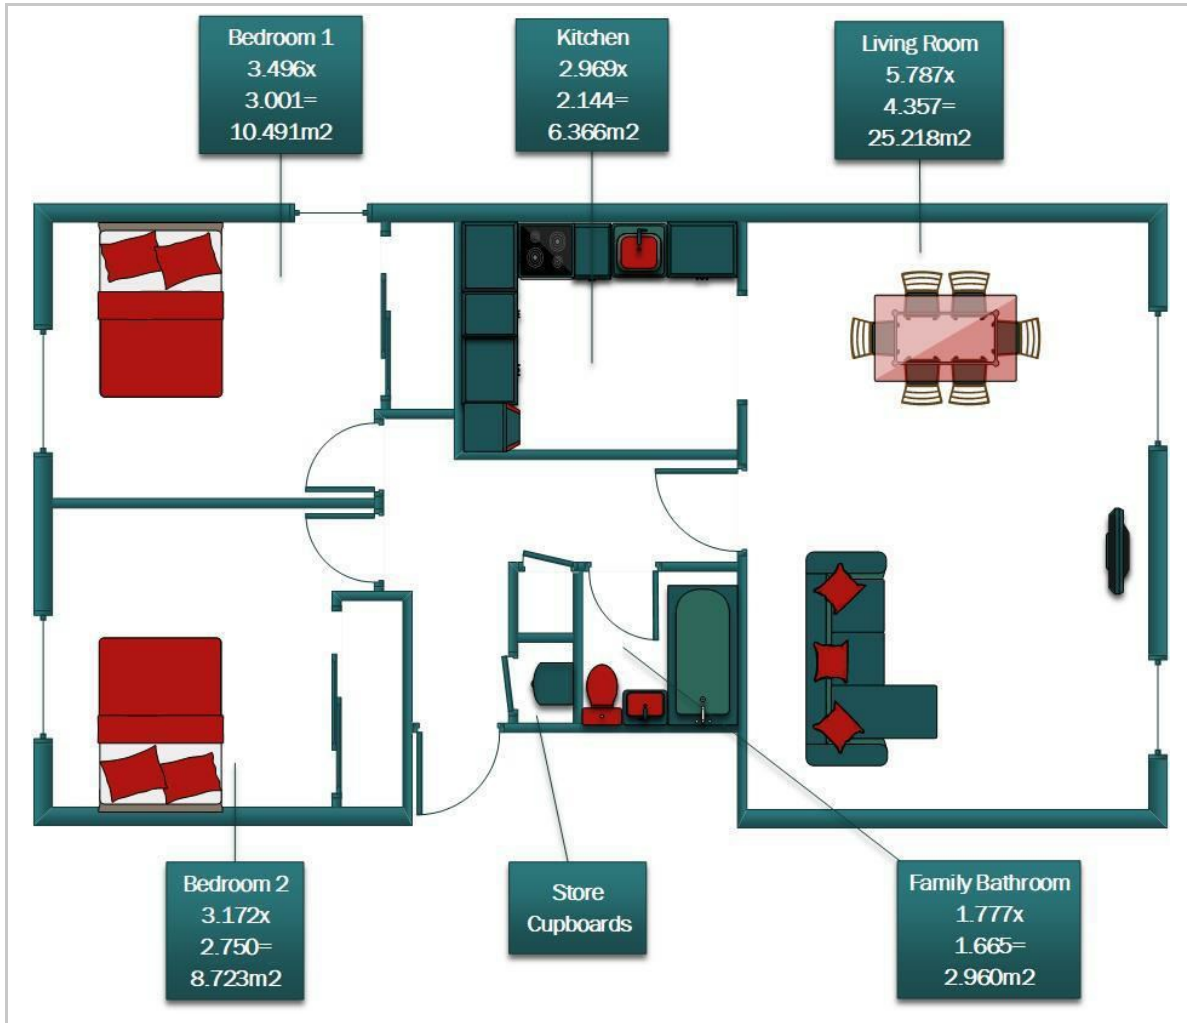 Bedroom 1
3.496x
3.001=
10.491m2
Kitchen
2.969x
2.144=
6.366m2
Living Room
5.787x
4.357=
25.218m2
Bedroom 2
3.172x
2.750=
8.723m2
Store
Cupboards
Family Bathroom
1.777x
1.665=
2.960m2